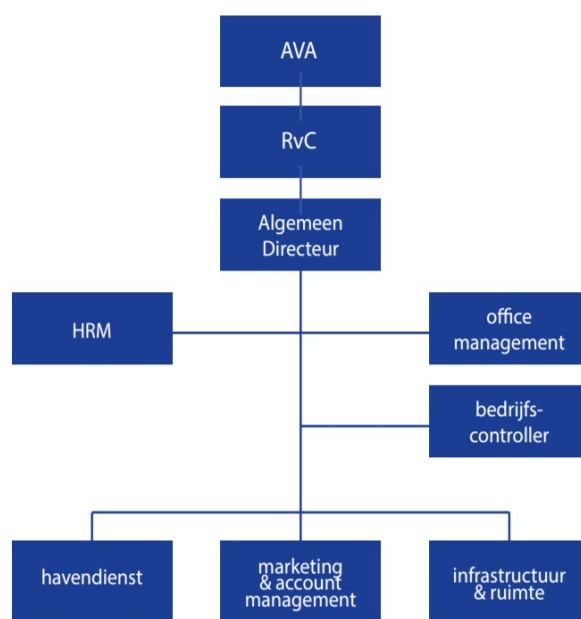 AVA
RvC
Algemeen
Directeur
HRM
office
management
bedrijfs-
controller
havendienst
marketing
& account
management
infrastructuur
& ruimte